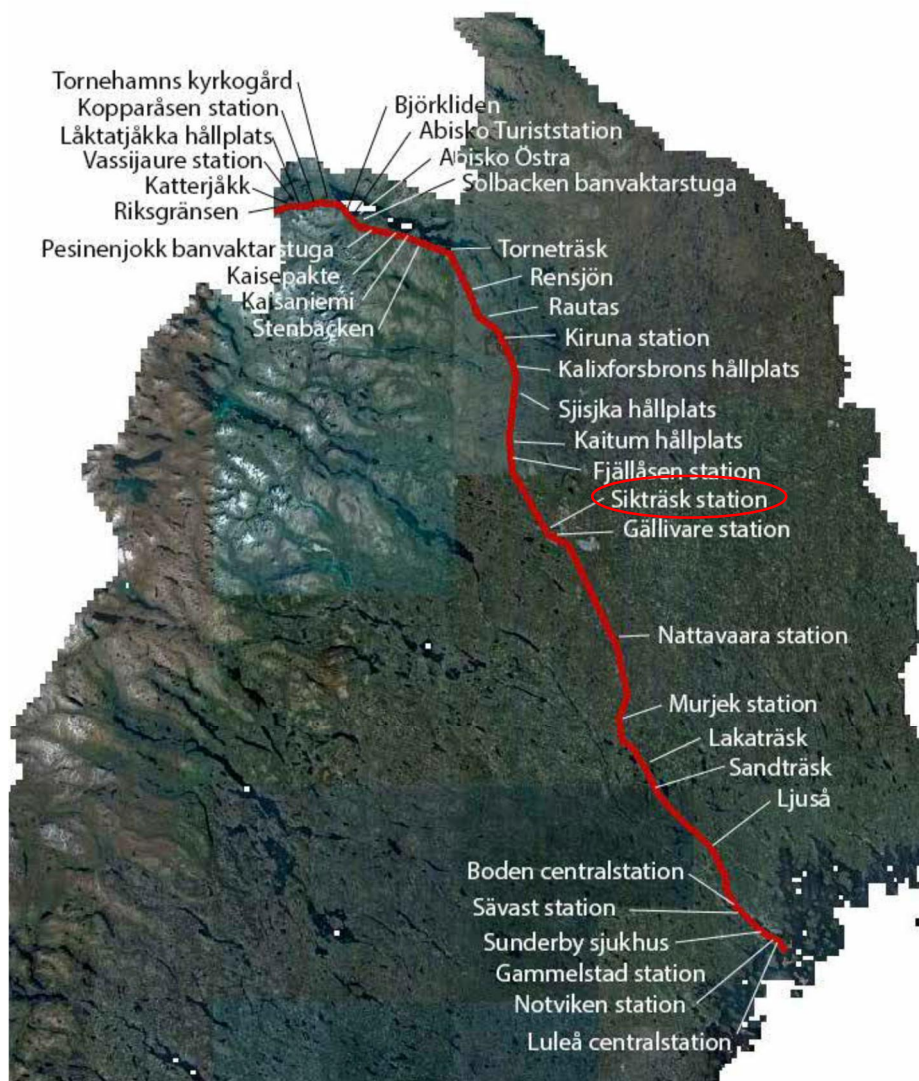 Tornehamns kyrkogård
Kopparåsen station
Låktatjåkka hållplats
Vassijaure station
Katterjåkk
Riksgränsen
Björkliden
Abisko Turiststation
Abisko Östra
Solbacken banvaktarstuga
Pesinenjokk banvaktarstuga
Kaisepakte
Kaisaniemi
Stenbacken
Torneträsk
Rensjön
Rautas
Kiruna station
Kalixforsbrons hållplats
Sjisjka hållplats
Kaitum hållplats
Fjällåsen station
Sikträsk station
Gällivare station
Nattavaara station
Murjek station
Lakaträsk
Sandträsk
Ljuså
Boden centralstation
Sävast station
Sunderby sjukhus
Gammelstad station
Notviken station
Luleå centralstation